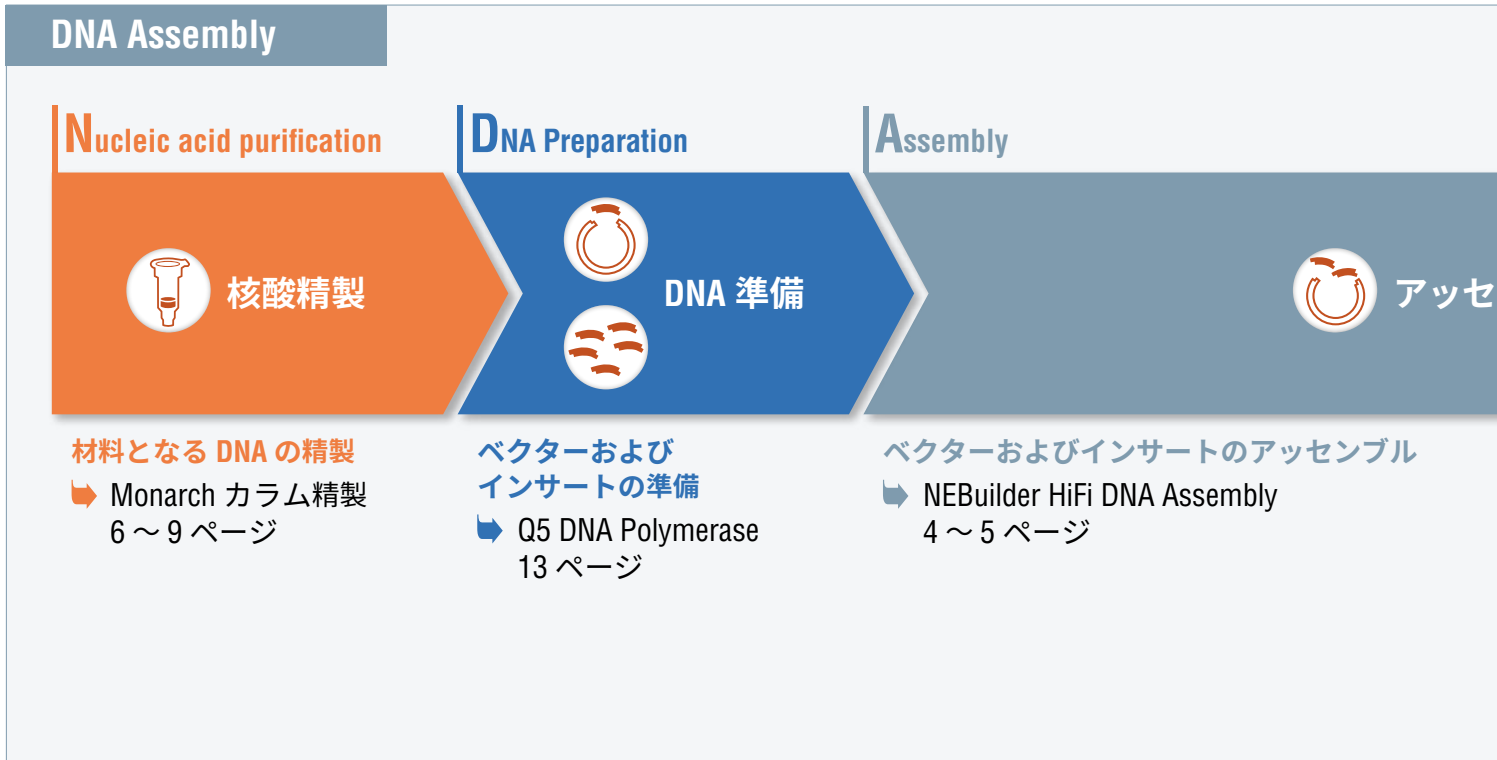 DNA Assembly
Nucleic acid purification
DNA Preparation
Assembly
核酸精製
DNA 準備
アッセ
材料となる DNA の精製
Monarch カラム精製
6 ～ 9 ページ
ベクターおよび
インサートの準備
Q5 DNA Polymerase
13 ページ
ベクターおよびインサートのアッセンブル
NEBuilder HiFi DNA Assembly
4 ～ 5 ページ